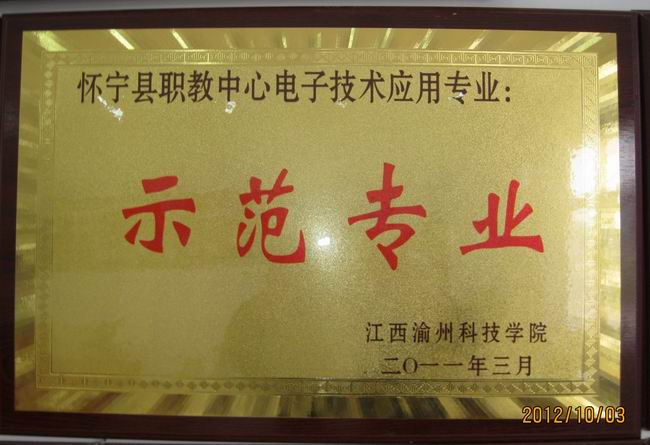 怀宁县职教中心电子技术应用专业：
示范专业
江西渝州科技学院
二〇一一年三月
2012/10/03